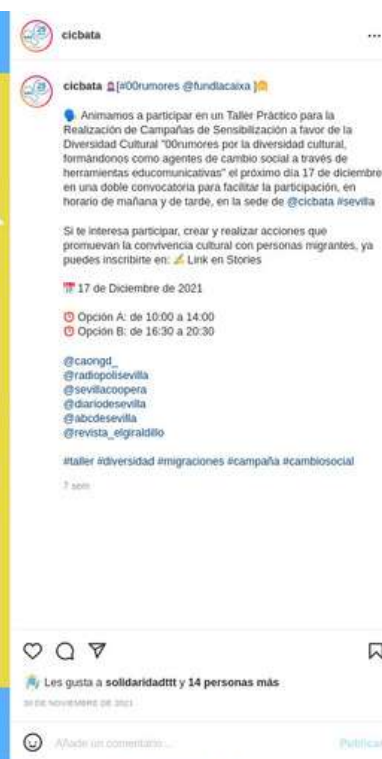 cicbata
cicbata [#00rumores @fundlacaixa ]
Animamos a participar en un Taller Práctico para la
Realización de Campañas de Sensibilización a favor de la
Diversidad Cultural "00rumores por la diversidad cultural,
formándonos como agentes de cambio social a través de
herramientas educomunicativas" el próximo día 17 de diciembre
en una doble convocatoria para facilitar la participación, en
horario de mañana y de tarde, en la sede de @cicbata #sevilla
Si te interesa participar, crear y realizar acciones que
promuevan la convivencia cultural con personas migrantes, ya
puedes inscribirte en: ✍ Link en Stories
17 de Diciembre de 2021
Opción A: de 10:00 a 14:00
Opción B: de 16:30 a 20:30
@caongd_
@radiopolisevilla
@sevillacoopera
@diariodesevilla
@abcdesevilla
@revista_elgiraldillo
#taller #diversidad #migraciones #campaña #cambiosocial
7 sem
Les gusta a solidaridadttt y 14 personas más
30 DE NOVIEMBRE DE 2021
Añade un comentario...
Publicar